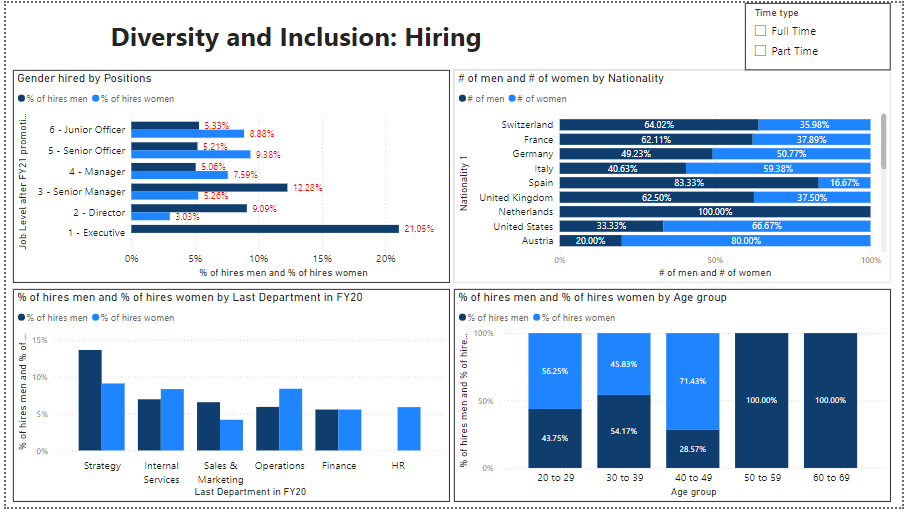 Diversity and Inclusion: Hiring
Time type
Full Time
Part Time
Gender hired by Positions
% of hires men % of hires women
Job Level after FY21 promoti...
6 - Junior Officer 5.33% 8.88%
5 - Senior Officer 5.21% 9.38%
4 - Manager 5.06% 7.59%
3 - Senior Manager 12.28% 5.26%
2 - Director 9.09% 3.03%
1 - Executive 21.05%
0% 5% 10% 15% 20%
% of hires men and % of hires women
# of men and # of women by Nationality
# of men # of women
Nationality 1
Switzerland 64.02% 35.98%
France 62.11% 37.89%
Germany 49.23% 50.77%
Italy 40.63% 59.38%
Spain 83.33% 16.67%
United Kingdom 62.50% 37.50%
Netherlands 100.00%
United States 33.33% 66.67%
Austria 20.00% 80.00%
0% 50% 100%
# of men and # of women
% of hires men and % of hires women by Last Department in FY20
% of hires men % of hires women
% of hires men and % of ...
15%
10%
5%
0%
Strategy Internal Services Sales & Marketing Operations Finance HR
Last Department in FY20
% of hires men and % of hires women by Age group
% of hires men % of hires women
% of hires men and % of hire...
100%
50%
0%
56.25% 45.83% 71.43% 100.00% 100.00%
43.75% 54.17% 28.57%
20 to 29 30 to 39 40 to 49 50 to 59 60 to 69
Age group